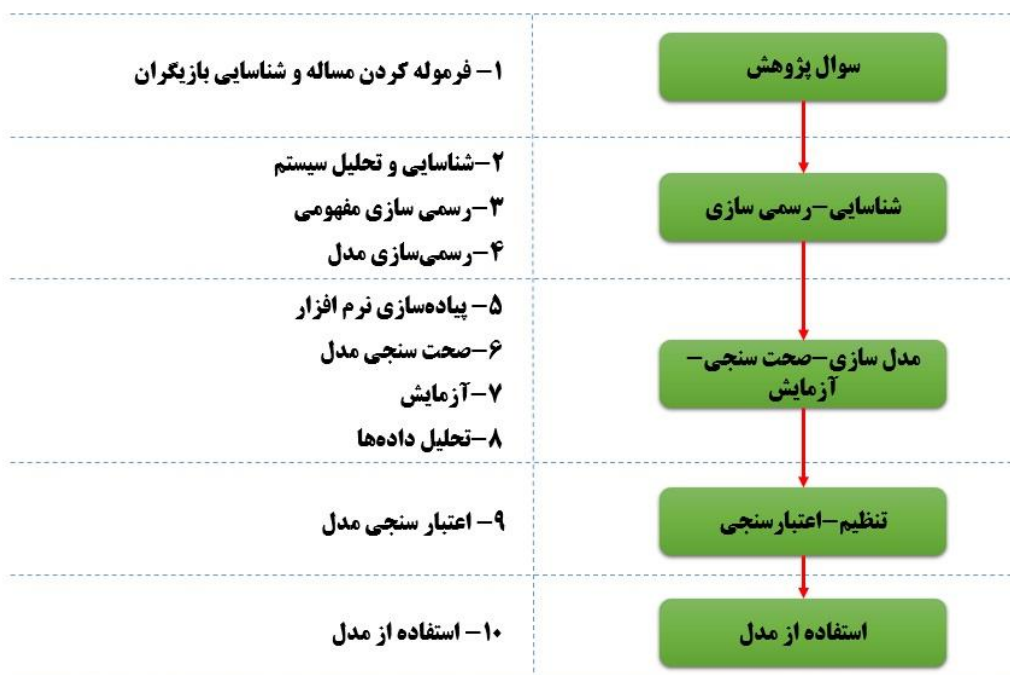 سوال پژوهش
۱- فرموله کردن مساله و شناسایی بازیگران
شناسایی-رسمی سازی
۲-شناسایی و تحلیل سیستم
۳-رسمی سازی مفهومی
۴-رسمی‌سازی مدل
مدل سازی-صحت سنجی-
آزمایش
۵- پیاده‌سازی نرم افزار
۶-صحت سنجی مدل
۷-آزمایش
۸-تحلیل داده‌ها
تنظیم-اعتبارسنجی
۹- اعتبار سنجی مدل
استفاده از مدل
۱۰- استفاده از مدل